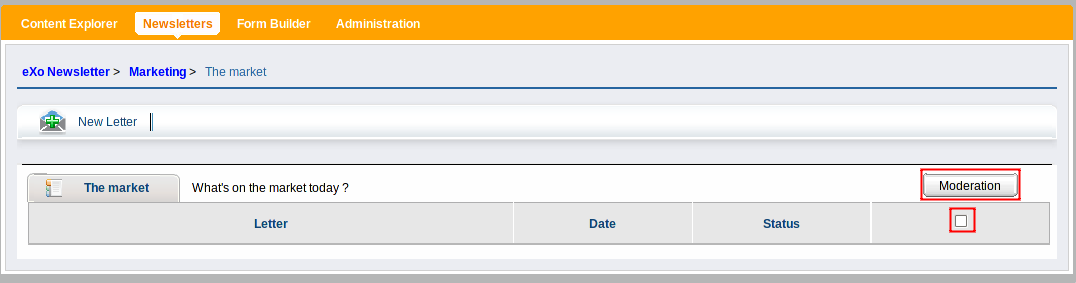 Content Explorer Newsletters Form Builder Administration
eXo Newsletter > Marketing > The market
New Letter
The market What's on the market today ? Moderation
Letter Date Status